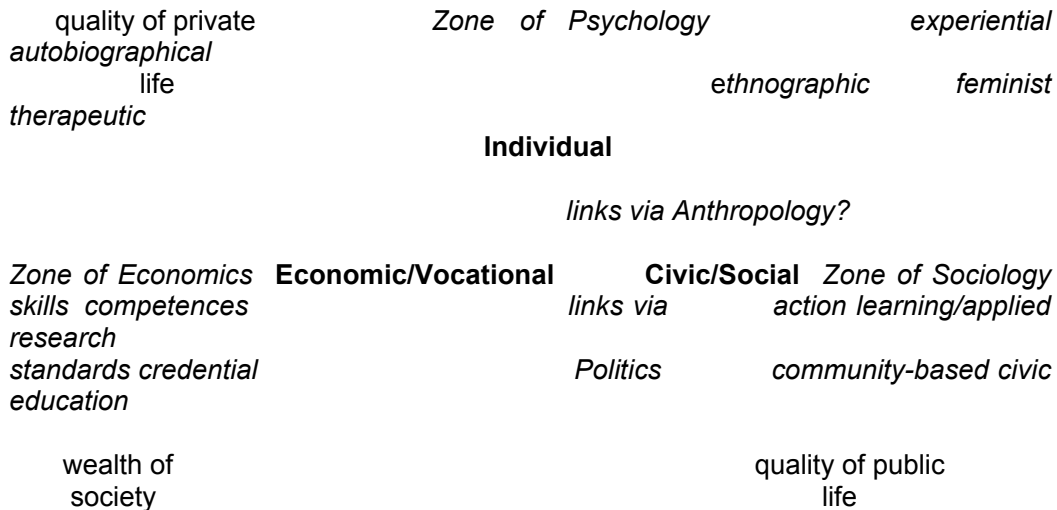 quality of private Zone of Psychology experiential
autobiographical
life ethnographic feminist
therapeutic
Individual
links via Anthropology?
Zone of Economics Economic/Vocational Civic/Social Zone of Sociology
skills competences links via action learning/applied
research
standards credential Politics community-based civic
education
wealth of quality of public
society life